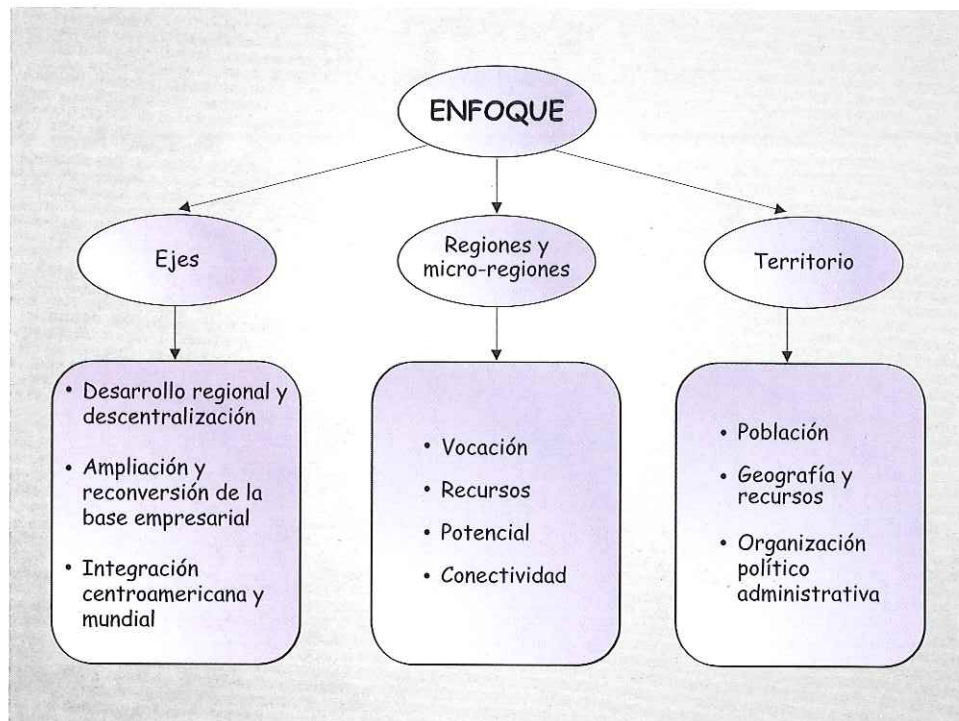 ENFOQUE
Ejes
Regiones y
micro-regiones
Territorio
• Desarrollo regional y
descentralización
• Ampliación y
reconversión de la
base empresarial
• Integración
centroamericana y
mundial
• Vocación
• Recursos
• Potencial
• Conectividad
• Población
• Geografía y
recursos
• Organización
político
administrativa